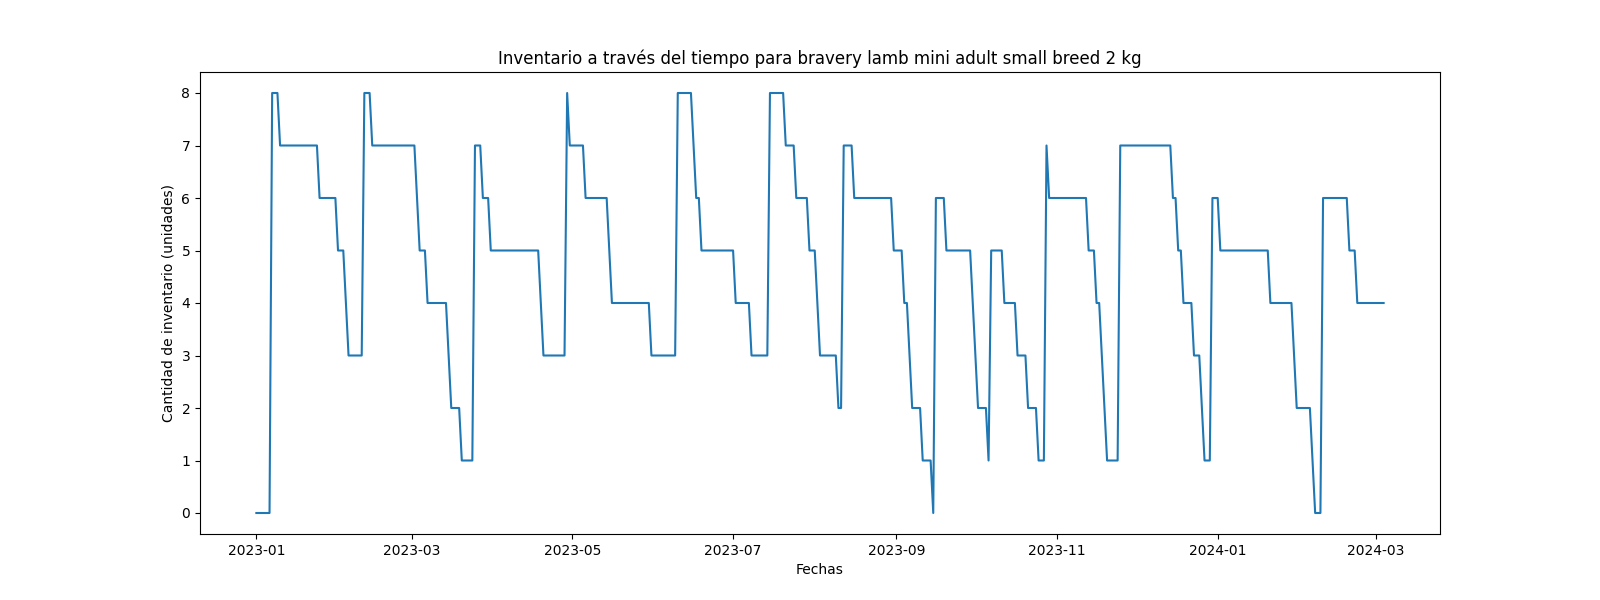 Inventario a través del tiempo para bravery lamb mini adult small breed 2 kg
Cantidad de inventario (unidades)
8
7
6
5
4
3
2
1
0
2023-01 2023-03 2023-05 2023-07 2023-09 2023-11 2024-01 2024-03
Fechas